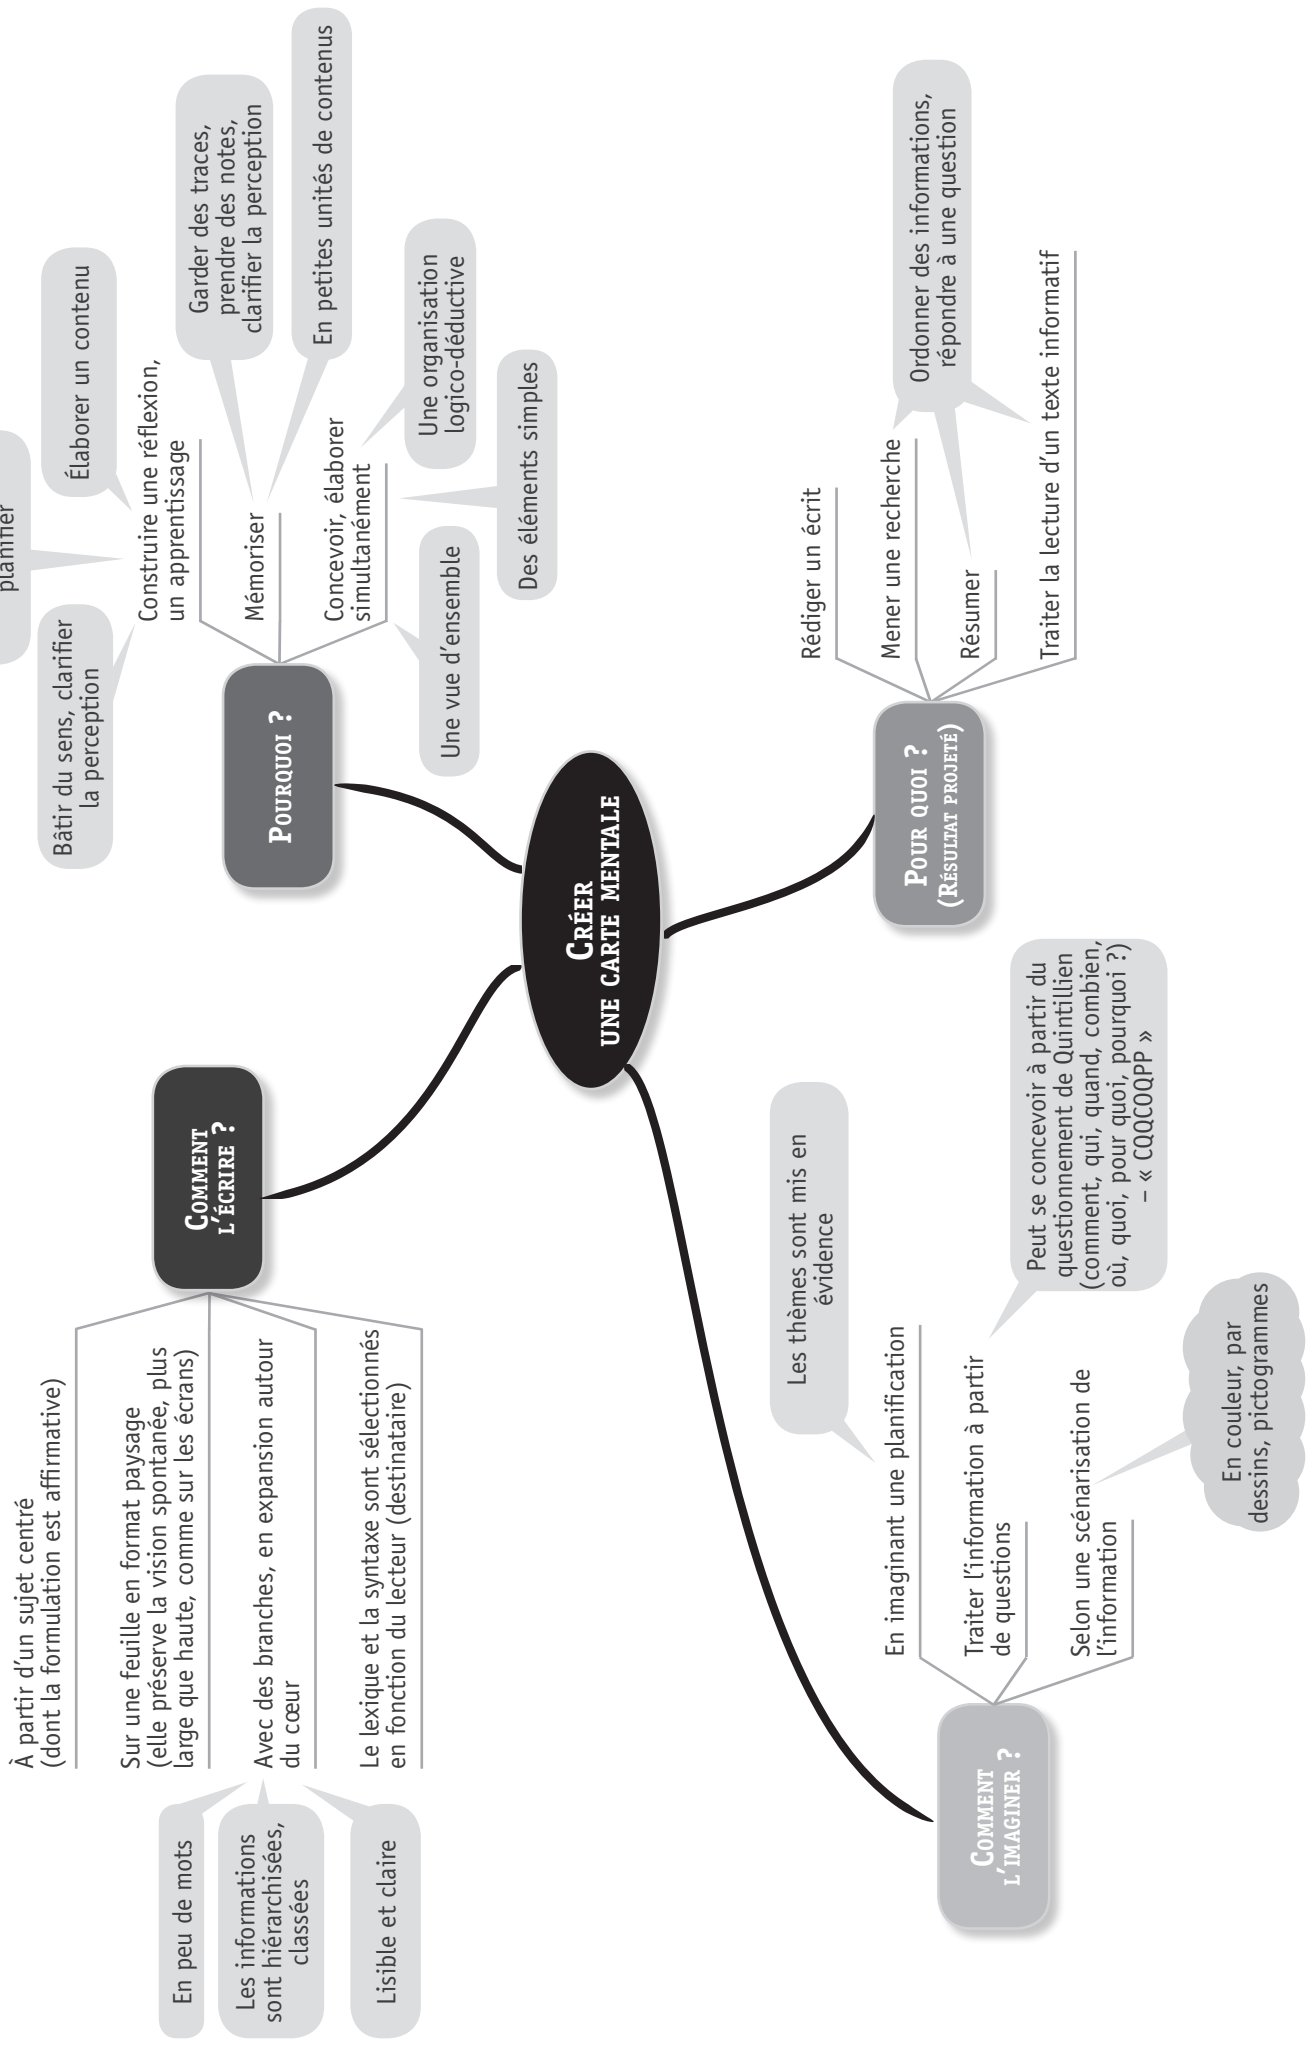 CRÉER
UNE CARTE MENTALE
COMMENT
L'ÉCRIRE ?
À partir d'un sujet centré
(dont la formulation est affirmative)
Sur une feuille en format paysage
(elle préserve la vision spontanée, plus
large que haute, comme sur les écrans)
Avec des branches, en expansion autour
du cœur
En peu de mots
Les informations
sont hiérarchisées,
classées
Lisible et claire
Le lexique et la syntaxe sont sélectionnés
en fonction du lecteur (destinataire)
POURQUOI ?
Construire une réflexion,
un apprentissage
Bâtir du sens, clarifier
la perception
planifier
Élaborer un contenu
Mémoriser
Garder des traces,
prendre des notes,
clarifier la perception
En petites unités de contenus
Concevoir, élaborer
simultanément
Une vue d'ensemble
Des éléments simples
Une organisation
logico-déductive
COMMENT
L'IMAGINER ?
En imaginant une planification
Les thèmes sont mis en
évidence
Traiter l'information à partir
de questions
Peut se concevoir à partir du
questionnement de Quintillien
(comment, qui, quand, combien,
où, quoi, pour quoi, pourquoi ?)
– « CQQCOQPP »
Selon une scénarisation de
l'information
En couleur, par
dessins, pictogrammes
POUR QUOI ?
(RÉSULTAT PROJETÉ)
Rédiger un écrit
Mener une recherche
Résumer
Traiter la lecture d'un texte informatif
Ordonner des informations,
répondre à une question